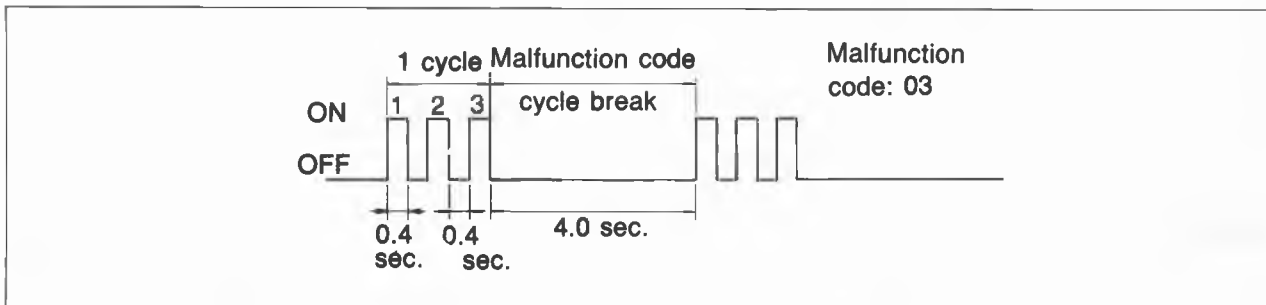 1 cycle Malfunction code
cycle break
Malfunction
code: 03
ON 1 2 3
OFF
0.4
sec.
0.4
sec.
4.0 sec.